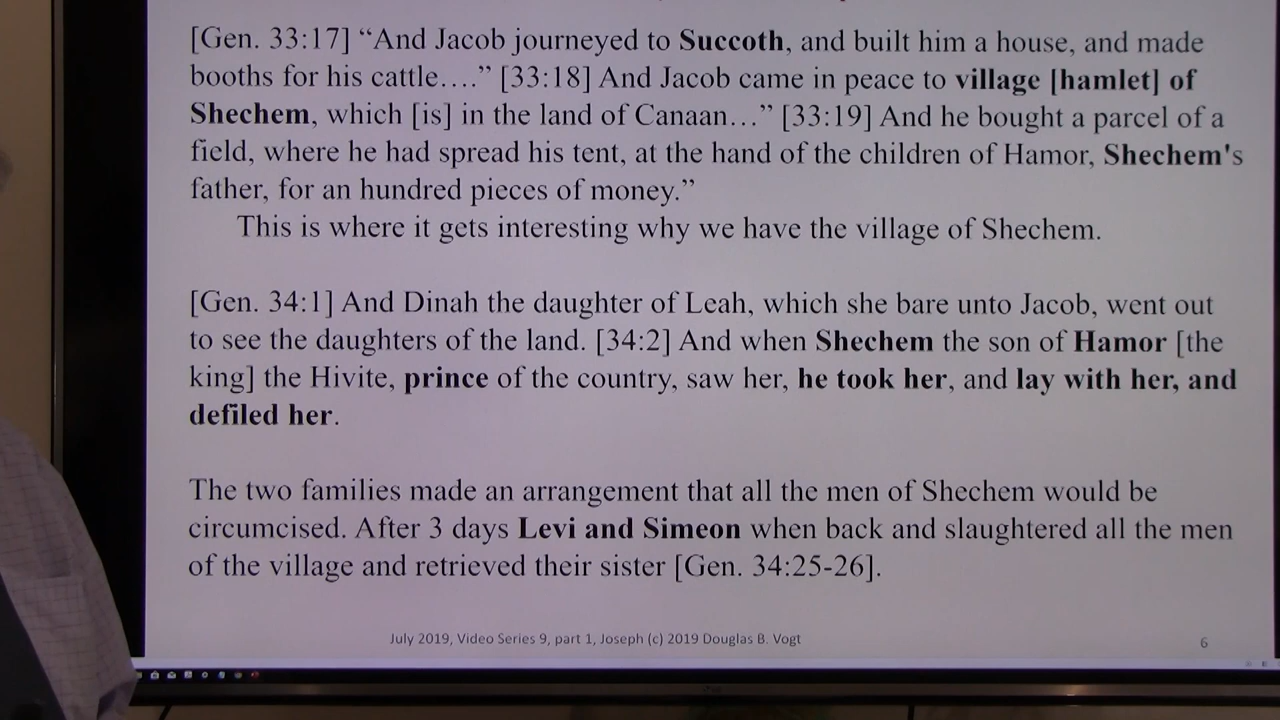 [Gen. 33:17] “And Jacob journeyed to Succoth, and built him a house, and made
booths for his cattle….” [33:18] And Jacob came in peace to village [hamlet] of
Shechem, which [is] in the land of Canaan…” [33:19] And he bought a parcel of a
field, where he had spread his tent, at the hand of the children of Hamor, Shechem's
father, for an hundred pieces of money.”
This is where it gets interesting why we have the village of Shechem.
[Gen. 34:1] And Dinah the daughter of Leah, which she bare unto Jacob, went out
to see the daughters of the land. [34:2] And when Shechem the son of Hamor [the
king] the Hivite, prince of the country, saw her, he took her, and lay with her, and
defiled her.
The two families made an arrangement that all the men of Shechem would be
circumcised. After 3 days Levi and Simeon when back and slaughtered all the men
of the village and retrieved their sister [Gen. 34:25-26].
July 2019, Video Series 9, part 1, Joseph (c) 2019 Douglas B. Vogt
6